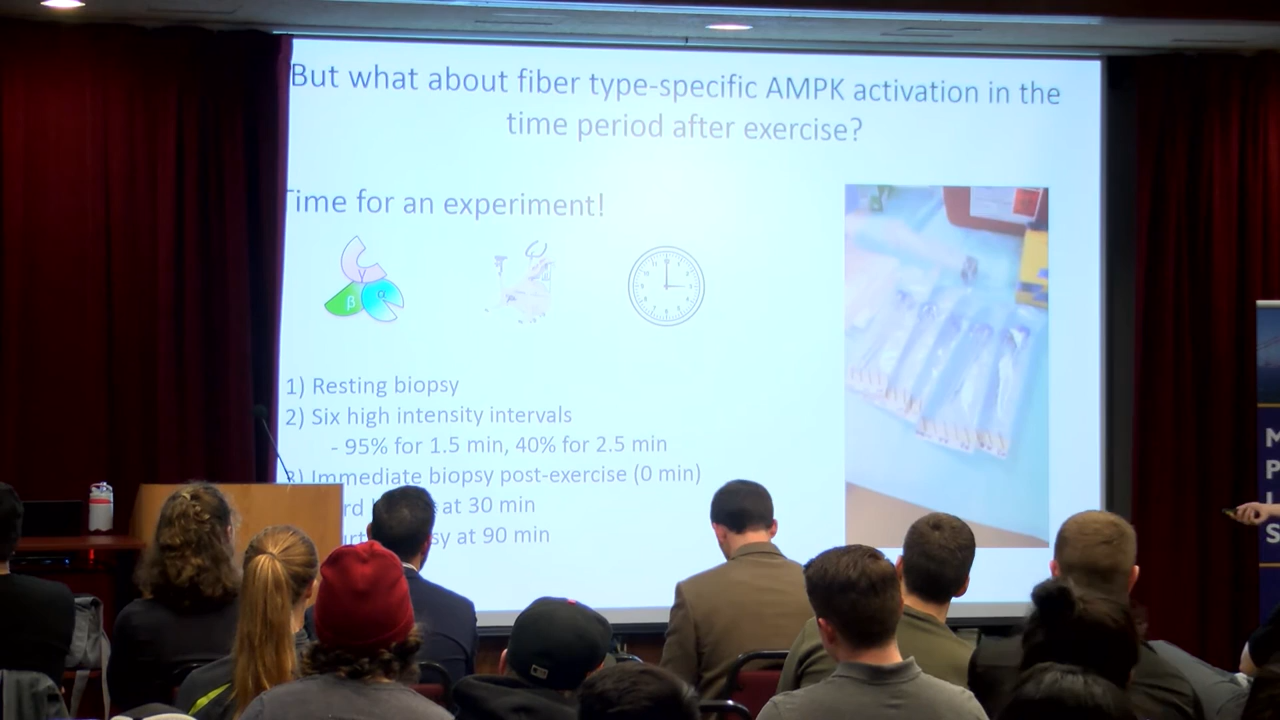 But what about fiber type-specific AMPK activation in the
time period after exercise?
Time for an experiment!
γ
β α
1) Resting biopsy
2) Six high intensity intervals
- 95% for 1.5 min, 40% for 2.5 min
3) Immediate biopsy post-exercise (0 min)
at 30 min
at 90 min
M
P
S